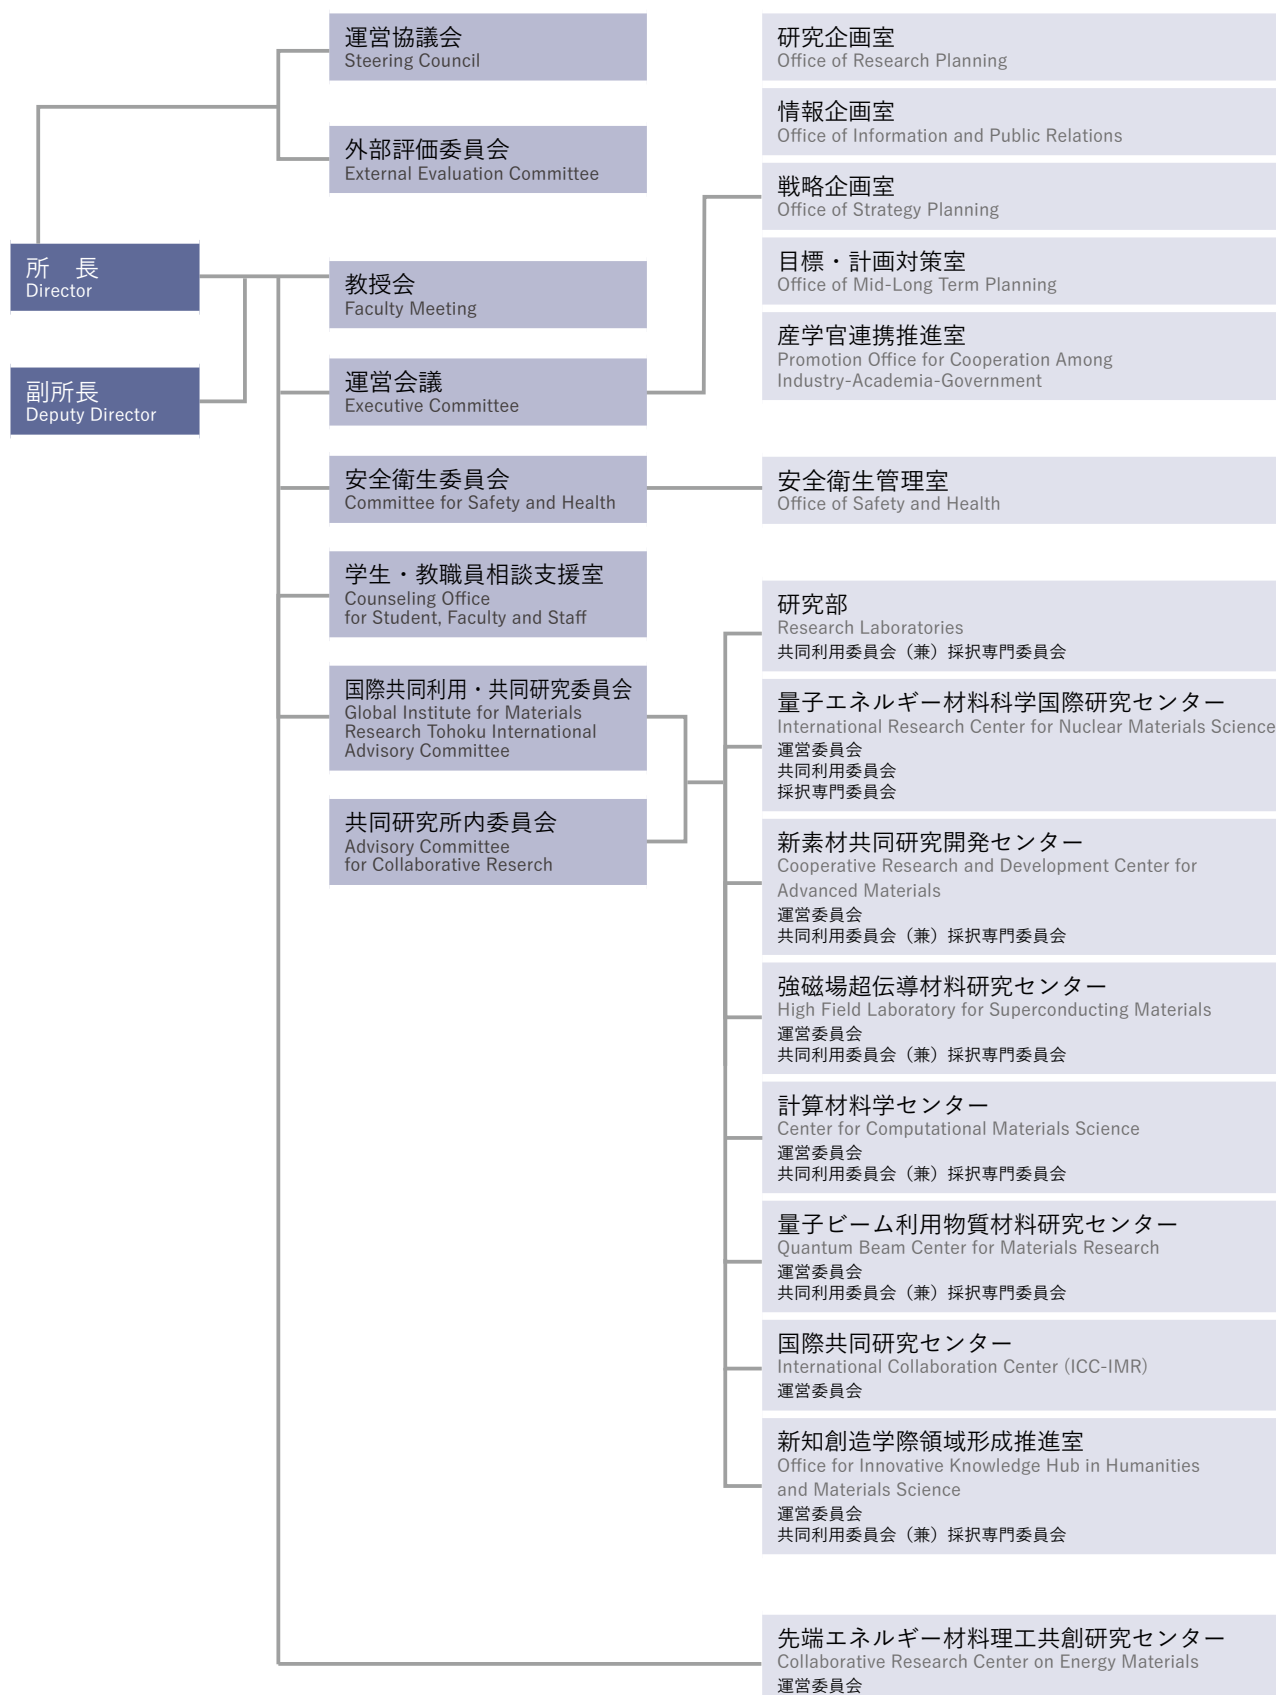 運営協議会
Steering Council
外部評価委員会
External Evaluation Committee
所　長
Director
副所長
Deputy Director
教授会
Faculty Meeting
運営会議
Executive Committee
安全衛生委員会
Committee for Safety and Health
学生・教職員相談支援室
Counseling Office
for Student, Faculty and Staff
国際共同利用・共同研究委員会
Global Institute for Materials
Research Tohoku International
Advisory Committee
共同研究所内委員会
Advisory Committee
for Collaborative Reserch
研究企画室
Office of Research Planning
情報企画室
Office of Information and Public Relations
戦略企画室
Office of Strategy Planning
目標・計画対策室
Office of Mid-Long Term Planning
産学官連携推進室
Promotion Office for Cooperation Among
Industry-Academia-Government
安全衛生管理室
Office of Safety and Health
研究部
Research Laboratories
共同利用委員会（兼）採択専門委員会
量子エネルギー材料科学国際研究センター
International Research Center for Nuclear Materials Science
運営委員会
共同利用委員会
採択専門委員会
新素材共同研究開発センター
Cooperative Research and Development Center for
Advanced Materials
運営委員会
共同利用委員会（兼）採択専門委員会
強磁場超伝導材料研究センター
High Field Laboratory for Superconducting Materials
運営委員会
共同利用委員会（兼）採択専門委員会
計算材料学センター
Center for Computational Materials Science
運営委員会
共同利用委員会（兼）採択専門委員会
量子ビーム利用物質材料研究センター
Quantum Beam Center for Materials Research
運営委員会
共同利用委員会（兼）採択専門委員会
国際共同研究センター
International Collaboration Center (ICC-IMR)
運営委員会
新知創造学際領域形成推進室
Office for Innovative Knowledge Hub in Humanities
and Materials Science
運営委員会
共同利用委員会（兼）採択専門委員会
先端エネルギー材料理工共創研究センター
Collaborative Research Center on Energy Materials
運営委員会